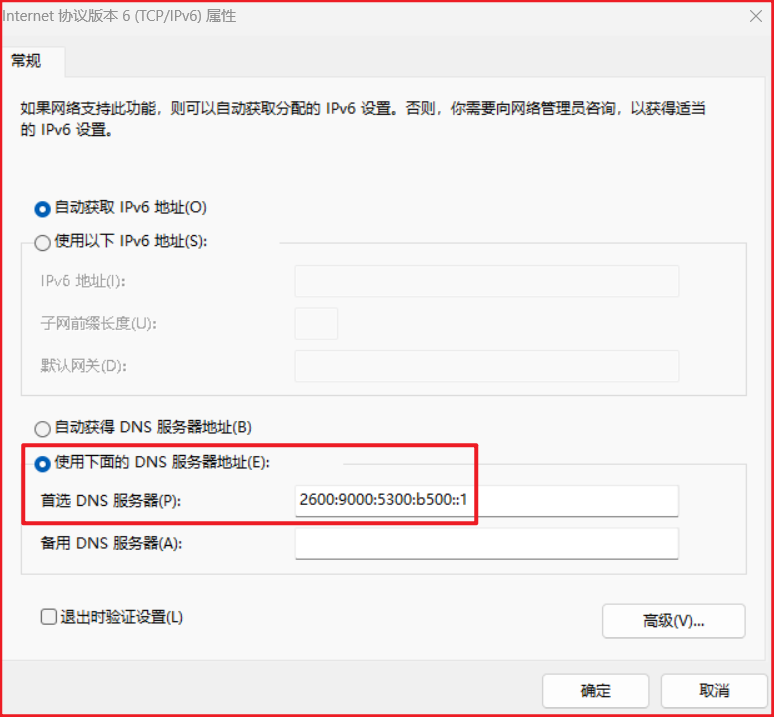 Internet 协议版本 6 (TCP/IPv6) 属性
常规
如果网络支持此功能，则可以自动获取分配的 IPv6 设置。否则，你需要向网络管理员咨询，以获得适当
的 IPv6 设置。
自动获取 IPv6 地址(O)
使用以下 IPv6 地址(S):
IPv6 地址(I):
子网前缀长度(U):
默认网关(D):
自动获得 DNS 服务器地址(B)
使用下面的 DNS 服务器地址(E):
首选 DNS 服务器(P): 2600:9000:5300:b500::1
备用 DNS 服务器(A):
退出时验证设置(L)
高级(V)...
确定 取消